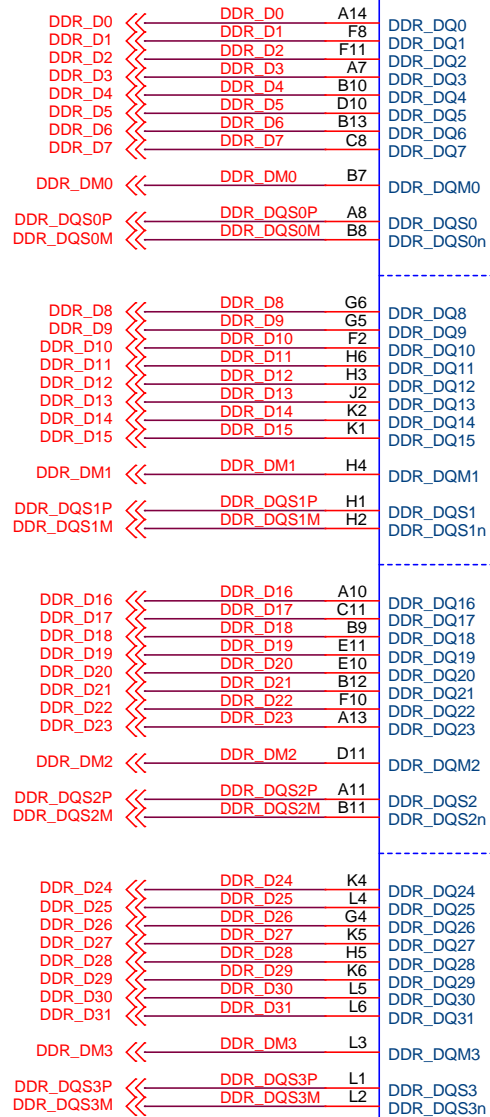 DDR_D0 DDR_D0 A14 DDR_DQ0
DDR_D1 DDR_D1 F8 DDR_DQ1
DDR_D2 DDR_D2 F11 DDR_DQ2
DDR_D3 DDR_D3 A7 DDR_DQ3
DDR_D4 DDR_D4 B10 DDR_DQ4
DDR_D5 DDR_D5 D10 DDR_DQ5
DDR_D6 DDR_D6 B13 DDR_DQ6
DDR_D7 DDR_D7 C8 DDR_DQ7
DDR_DM0 DDR_DM0 B7 DDR_DQM0
DDR_DQS0P DDR_DQS0P A8 DDR_DQS0
DDR_DQS0M DDR_DQS0M B8 DDR_DQS0n
DDR_D8 DDR_D8 G6 DDR_DQ8
DDR_D9 DDR_D9 G5 DDR_DQ9
DDR_D10 DDR_D10 F2 DDR_DQ10
DDR_D11 DDR_D11 H6 DDR_DQ11
DDR_D12 DDR_D12 H3 DDR_DQ12
DDR_D13 DDR_D13 J2 DDR_DQ13
DDR_D14 DDR_D14 K2 DDR_DQ14
DDR_D15 DDR_D15 K1 DDR_DQ15
DDR_DM1 DDR_DM1 H4 DDR_DQM1
DDR_DQS1P DDR_DQS1P H1 DDR_DQS1
DDR_DQS1M DDR_DQS1M H2 DDR_DQS1n
DDR_D16 DDR_D16 A10 DDR_DQ16
DDR_D17 DDR_D17 C11 DDR_DQ17
DDR_D18 DDR_D18 B9 DDR_DQ18
DDR_D19 DDR_D19 E11 DDR_DQ19
DDR_D20 DDR_D20 E10 DDR_DQ20
DDR_D21 DDR_D21 B12 DDR_DQ21
DDR_D22 DDR_D22 F10 DDR_DQ22
DDR_D23 DDR_D23 A13 DDR_DQ23
DDR_DM2 DDR_DM2 D11 DDR_DQM2
DDR_DQS2P DDR_DQS2P A11 DDR_DQS2
DDR_DQS2M DDR_DQS2M B11 DDR_DQS2n
DDR_D24 DDR_D24 K4 DDR_DQ24
DDR_D25 DDR_D25 L4 DDR_DQ25
DDR_D26 DDR_D26 G4 DDR_DQ26
DDR_D27 DDR_D27 K5 DDR_DQ27
DDR_D28 DDR_D28 H5 DDR_DQ28
DDR_D29 DDR_D29 K6 DDR_DQ29
DDR_D30 DDR_D30 L5 DDR_DQ30
DDR_D31 DDR_D31 L6 DDR_DQ31
DDR_DM3 DDR_DM3 L3 DDR_DQM3
DDR_DQS3P DDR_DQS3P L1 DDR_DQS3
DDR_DQS3M DDR_DQS3M L2 DDR_DQS3n